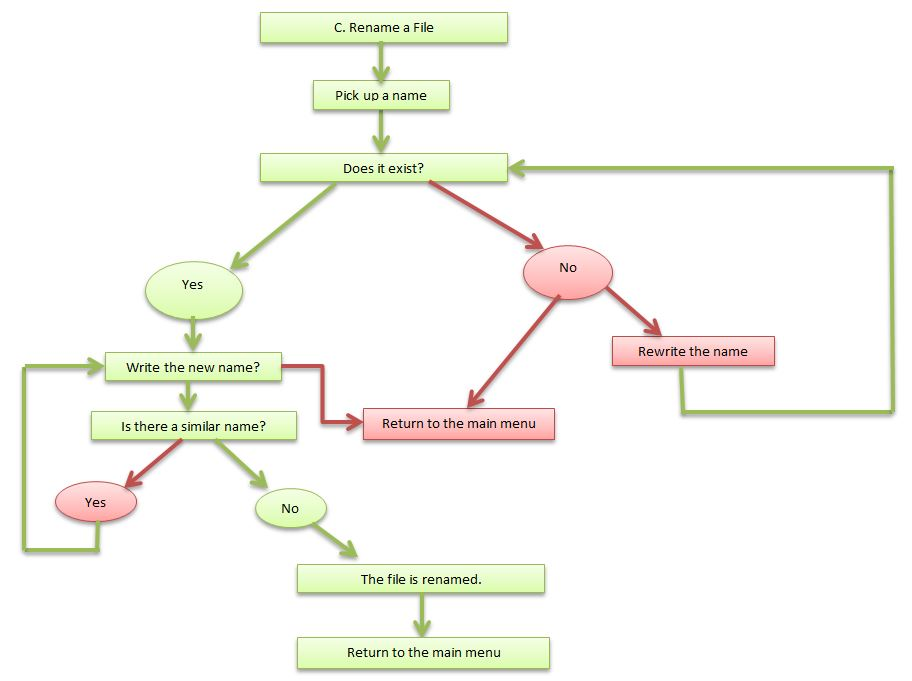 C. Rename a File
Pick up a name
Does it exist?
No
Yes
Rewrite the name
Write the new name?
Return to the main menu
Is there a similar name?
Yes
No
The file is renamed.
Return to the main menu